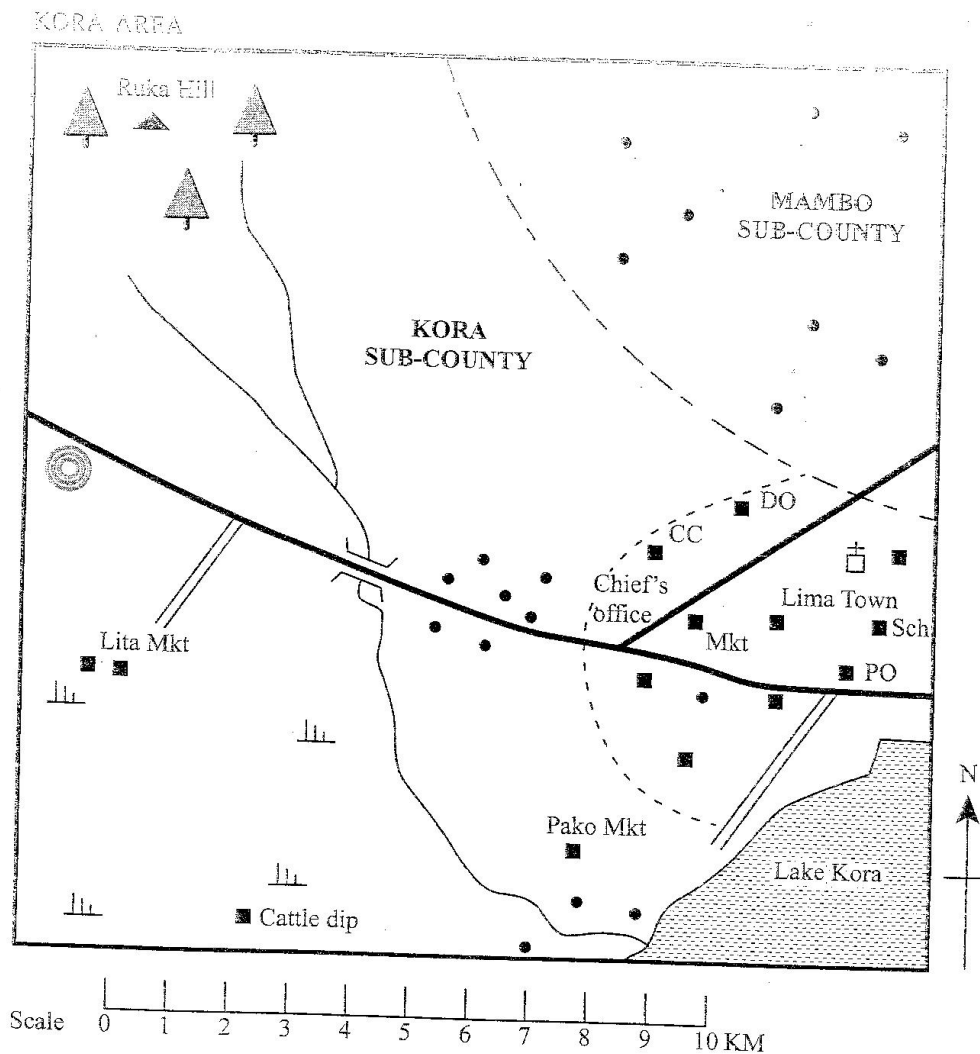 KORA AREA
Ruka Hill
MAMBO
SUB-COUNTY
KORA
SUB-COUNTY
DO
CC
Chief's
office
Lima Town
Mkt
Sch
PO
Lita Mkt
Pako Mkt
Lake Kora
Cattle dip
N
Scale 0 1 2 3 4 5 6 7 8 9 10 KM